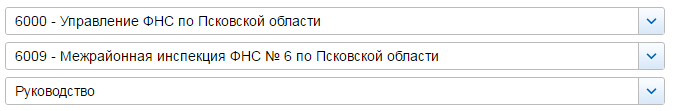 6000 - Управление ФНС по Псковской области
6009 - Межрайонная инспекция ФНС № 6 по Псковской области
Руководство